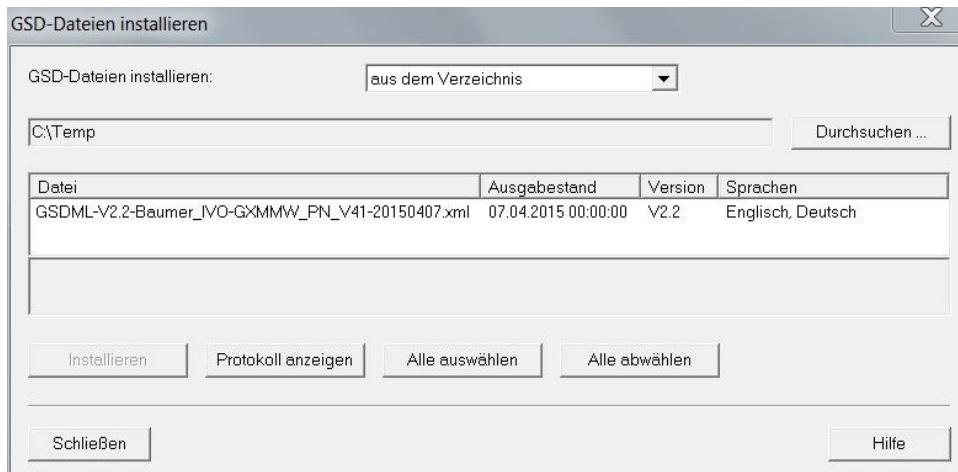 GSD-Dateien installieren
GSD-Dateien installieren: aus dem Verzeichnis
C:\Temp Durchsuchen ...
Datei Ausgabestand Version Sprachen
GSDML-V2.2-Baumer_IVO-GXMMW_PN_V41-20150407.xml 07.04.2015 00:00:00 V2.2 Englisch, Deutsch
Installieren Protokoll anzeigen Alle auswählen Alle abwählen
Schließen Hilfe